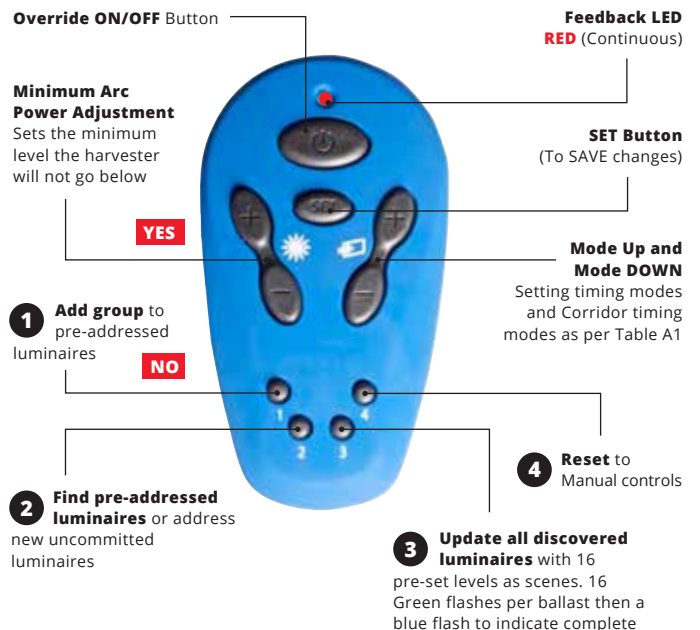 Override ON/OFF Button
Feedback LED
RED (Continuous)
Minimum Arc
Power Adjustment
Sets the minimum
level the harvester
will not go below
SET Button
(To SAVE changes)
SET
+
+
YES
-
-
Mode Up and
Mode DOWN
Setting timing modes
and Corridor timing
modes as per Table A1
1 Add group to
pre-addressed
luminaires
NO
1
4
2
3
4 Reset to
Manual controls
2 Find pre-addressed
luminaires or address
new uncommitted
luminaires
3 Update all discovered
luminaires with 16
pre-set levels as scenes. 16
Green flashes per ballast then a
blue flash to indicate complete